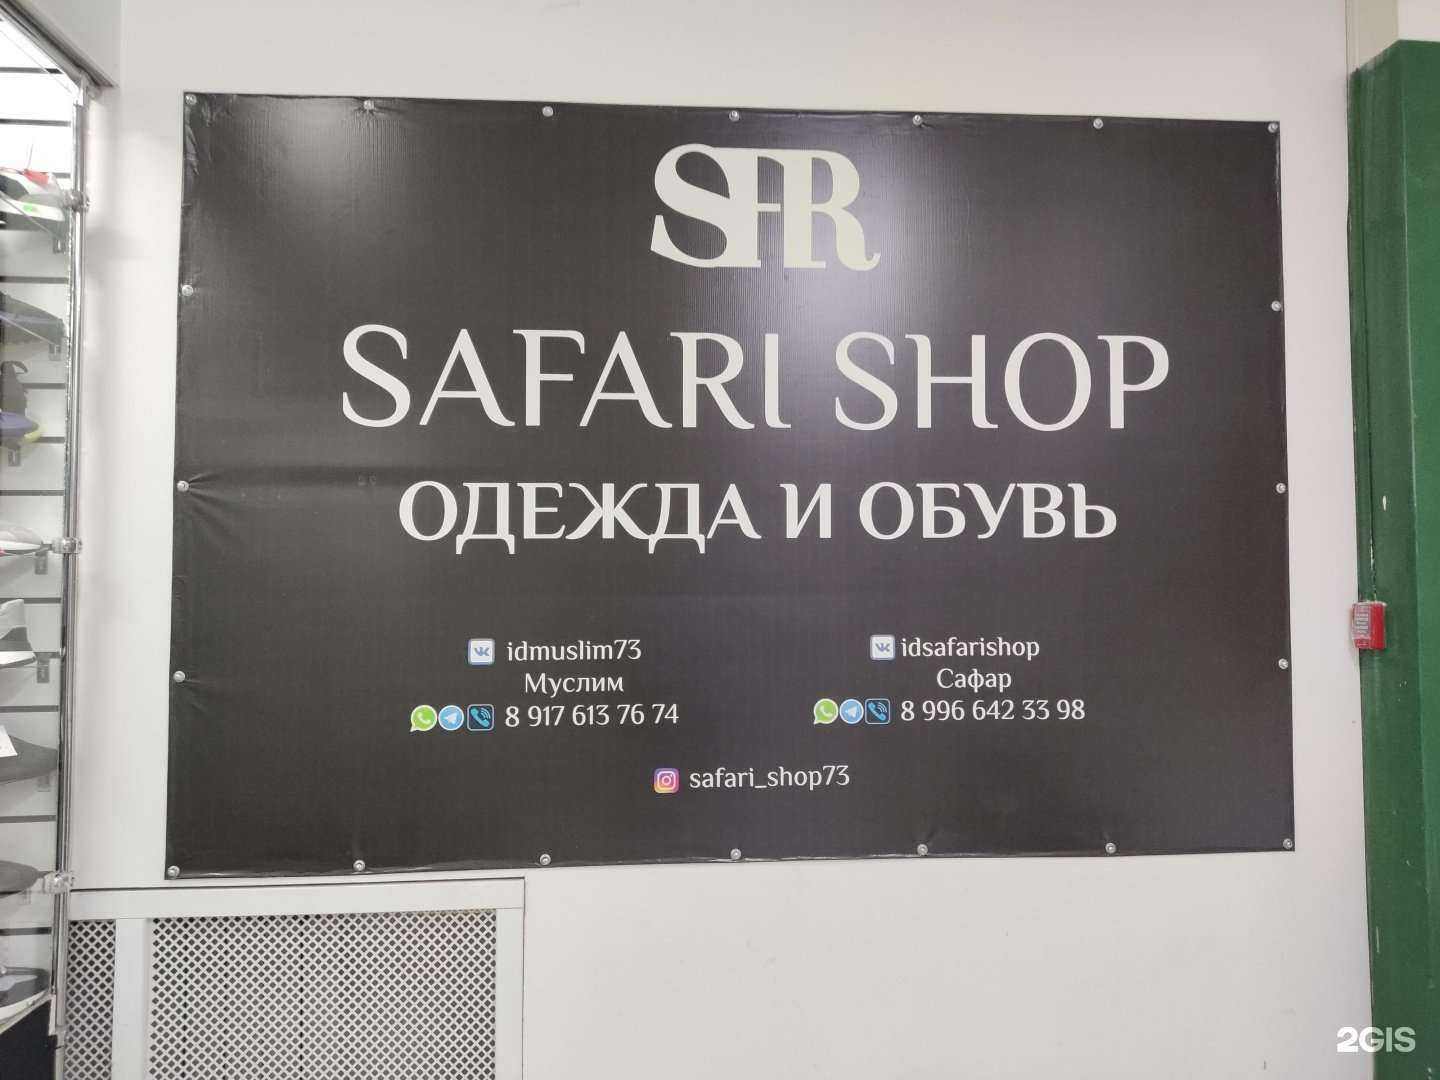 SFR
SAFARI SHOP
ОДЕЖДА И ОБУВЬ
idmuslim73
Муслим
8 917 613 76 74
idsafarishop
Сафар
8 996 642 33 98
safari_shop73
2GIS